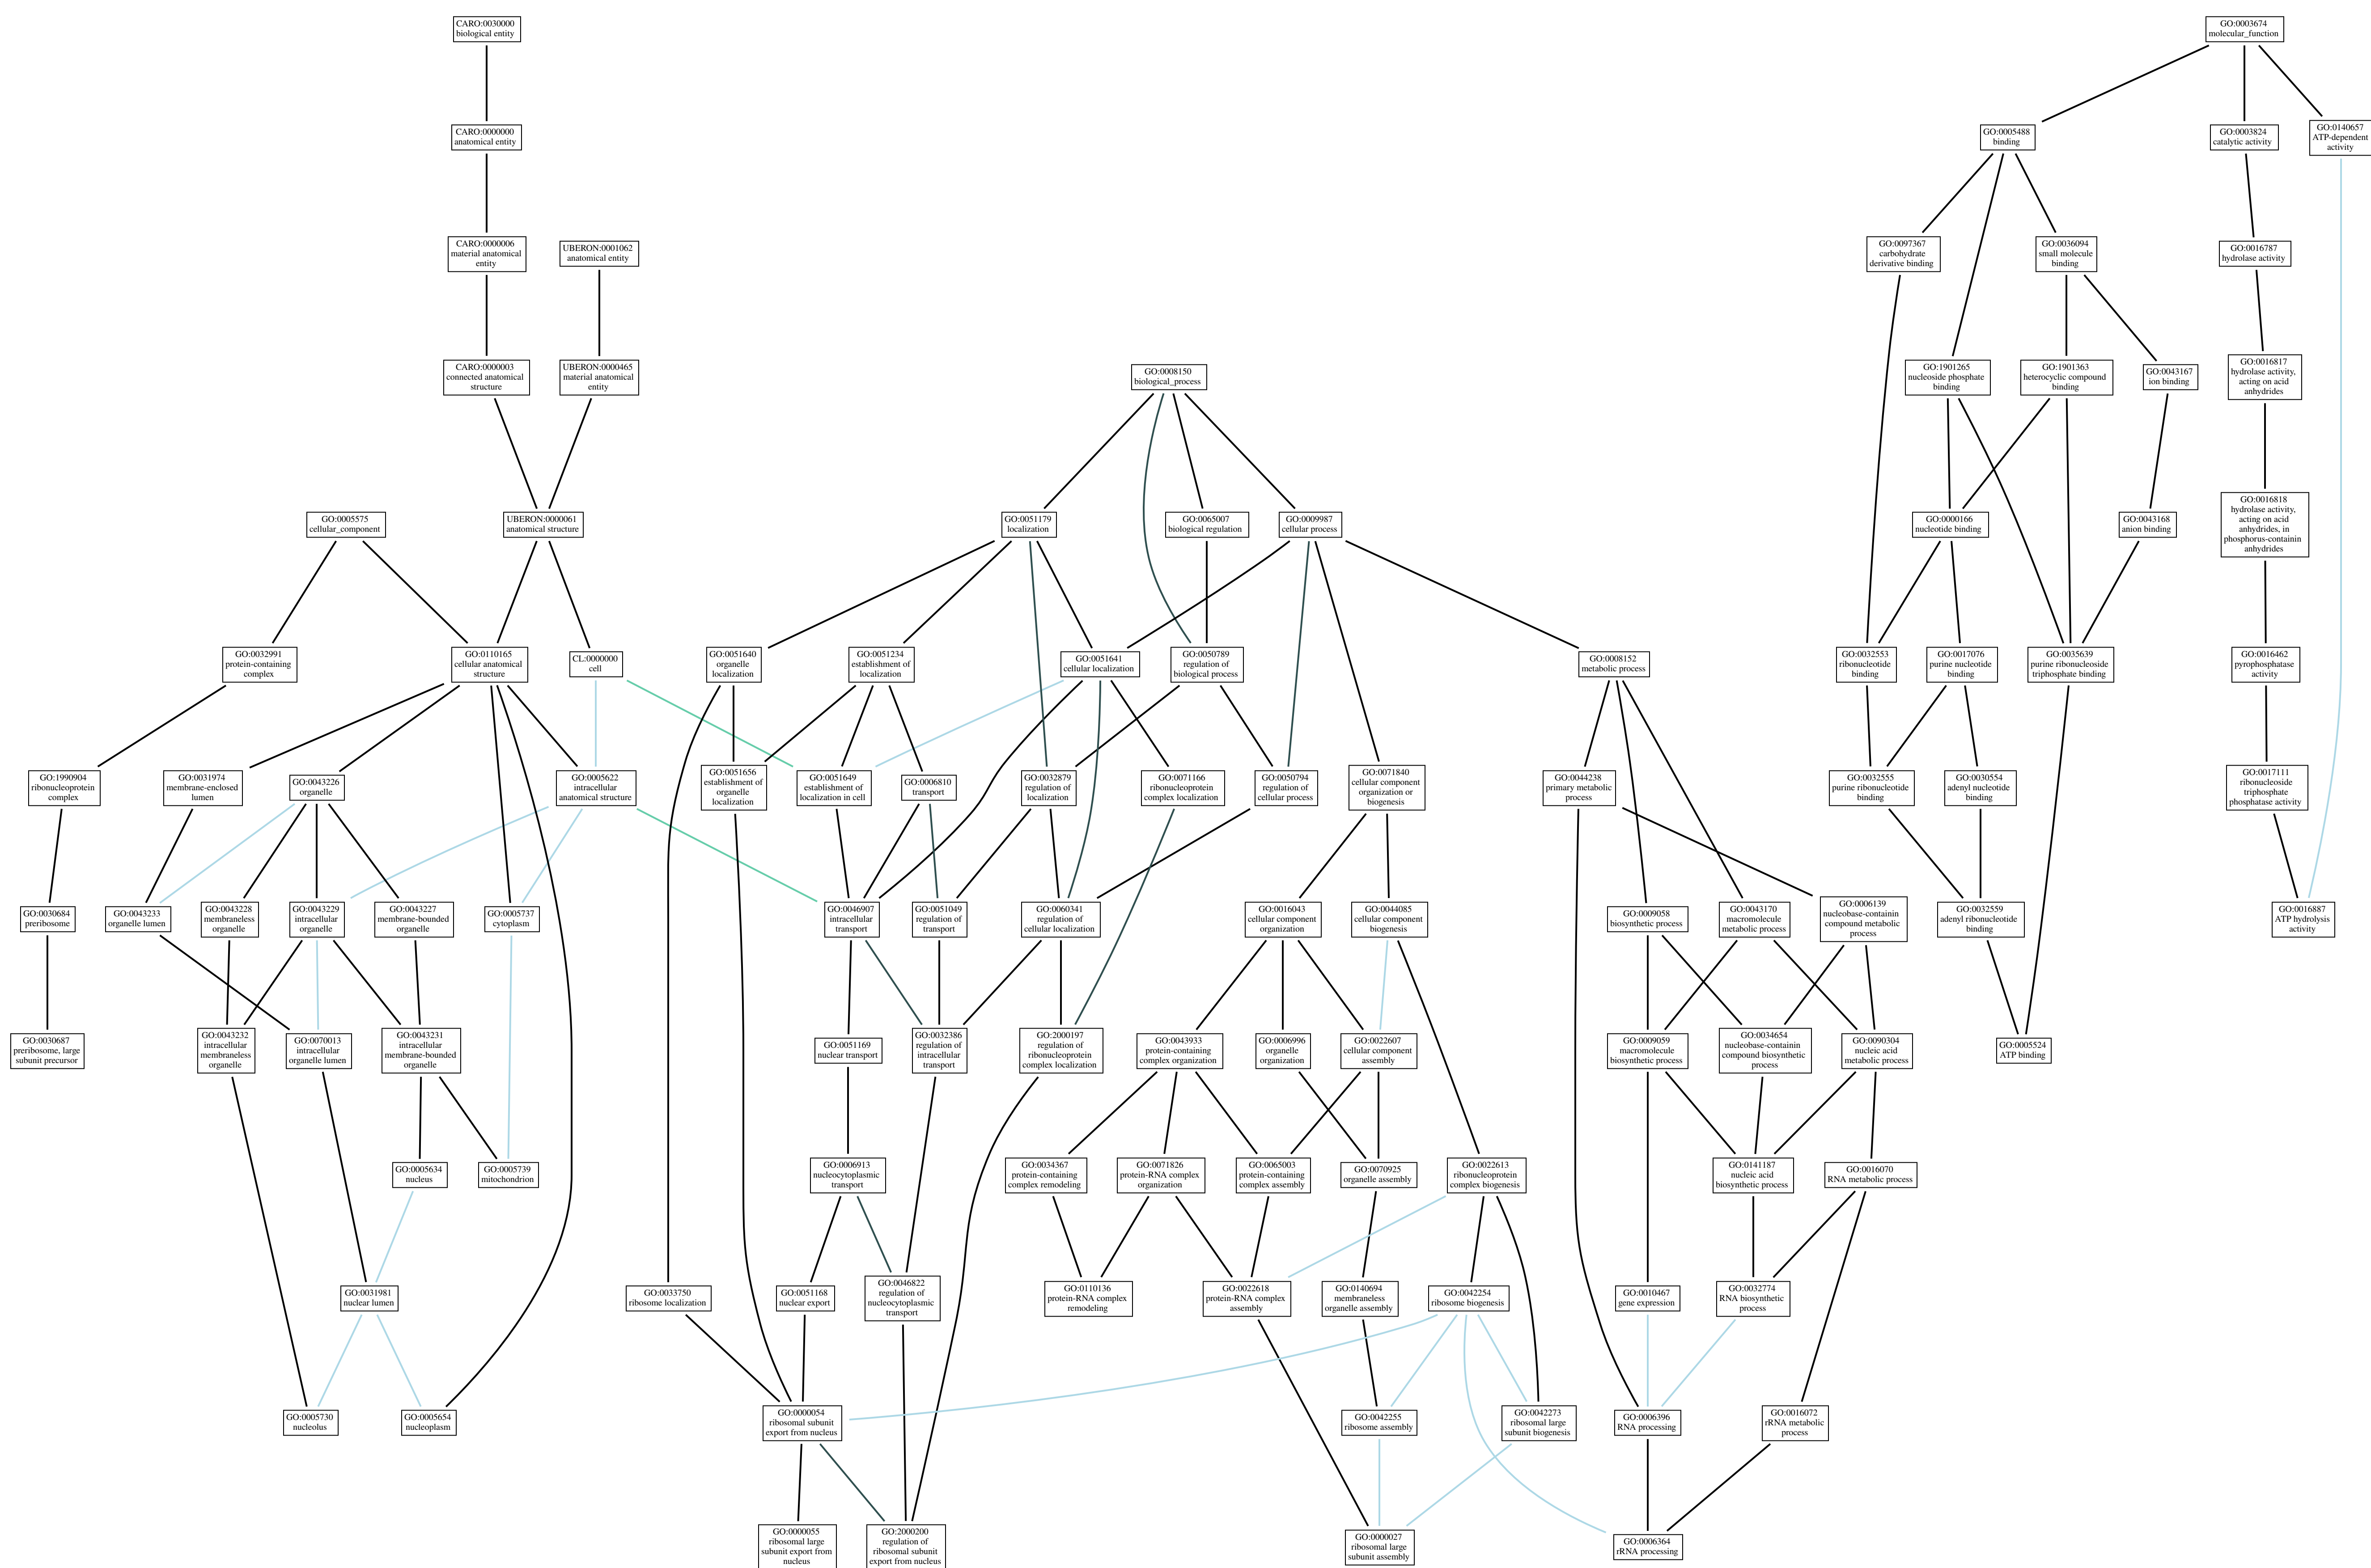 CARO:0030000
biological entity
GO:0003674
molecular_function
CARO:0000000
anatomical entity
GO:0005488
binding
GO:0003824
catalytic activity
GO:0140657
ATP-dependent
activity
CARO:0000006
material anatomical
entity
UBERON:0001062
anatomical entity
GO:0097367
carbohydrate
derivative binding
GO:0036094
small molecule
binding
GO:0016787
hydrolase activity
CARO:0000003
connected anatomical
structure
UBERON:0000465
material anatomical
entity
GO:0008150
biological_process
GO:1901265
nucleoside phosphate
binding
GO:1901363
heterocyclic compound
binding
GO:0043167
ion binding
GO:0016817
hydrolase activity,
acting on acid
anhydrides
GO:0005575
cellular_component
UBERON:0000061
anatomical structure
GO:0051179
localization
GO:0065007
biological regulation
GO:0009987
cellular process
GO:0000166
nucleotide binding
GO:0043168
anion binding
GO:0016818
hydrolase activity,
acting on acid
anhydrides, in
phosphorus-containin
anhydrides
GO:0032991
protein-containing
complex
GO:0110165
cellular anatomical
structure
CL:0000000
cell
GO:0051640
organelle
localization
GO:0051234
establishment of
localization
GO:0051641
cellular localization
GO:0050789
regulation of
biological process
GO:0008152
metabolic process
GO:0032553
ribonucleotide
binding
GO:0017076
purine nucleotide
binding
GO:0035639
purine ribonucleoside
triphosphate binding
GO:0016462
pyrophosphatase
activity
GO:1990904
ribonucleoprotein
complex
GO:0031974
membrane-enclosed
lumen
GO:0043226
organelle
GO:0005622
intracellular
anatomical structure
GO:0051656
establishment of
organelle
localization
GO:0051649
establishment of
localization in cell
GO:0006810
transport
GO:0032879
regulation of
localization
GO:0071166
ribonucleoprotein
complex localization
GO:0050794
regulation of
cellular process
GO:0071840
cellular component
organization or
biogenesis
GO:0044238
primary metabolic
process
GO:0032555
purine ribonucleotide
binding
GO:0030554
adenyl nucleotide
binding
GO:0017111
ribonucleoside
triphosphate
phosphatase activity
GO:0030684
preribosome
GO:0043233
organelle lumen
GO:0043228
membraneless
organelle
GO:0043229
intracellular
organelle
GO:0043227
membrane-bounded
organelle
GO:0005737
cytoplasm
GO:0046907
intracellular
transport
GO:0051049
regulation of
transport
GO:0060341
regulation of
cellular localization
GO:0016043
cellular component
organization
GO:0044085
cellular component
biogenesis
GO:0009058
biosynthetic process
GO:0043170
macromolecule
metabolic process
GO:0006139
nucleobase-containin
compound metabolic
process
GO:0032559
adenyl ribonucleotide
binding
GO:0016887
ATP hydrolysis
activity
GO:0030687
preribosome, large
subunit precursor
GO:0043232
intracellular
membraneless
organelle
GO:0070013
intracellular
organelle lumen
GO:0043231
intracellular
membrane-bounded
organelle
GO:0051169
nuclear transport
GO:0032386
regulation of
intracellular
transport
GO:2000197
regulation of
ribonucleoprotein
complex localization
GO:0043933
protein-containing
complex organization
GO:0006996
organelle
organization
GO:0022607
cellular component
assembly
GO:0009059
macromolecule
biosynthetic process
GO:0034654
nucleobase-containin
compound biosynthetic
process
GO:0090304
nucleic acid
metabolic process
GO:0005524
ATP binding
GO:0005634
nucleus
GO:0005739
mitochondrion
GO:0006913
nucleocytoplasmic
transport
GO:0034367
protein-containing
complex remodeling
GO:0071826
protein-RNA complex
organization
GO:0065003
protein-containing
complex assembly
GO:0070925
organelle assembly
GO:0022613
ribonucleoprotein
complex biogenesis
GO:0141187
nucleic acid
biosynthetic process
GO:0016070
RNA metabolic process
GO:0031981
nuclear lumen
GO:0033750
ribosome localization
GO:0051168
nuclear export
GO:0046822
regulation of
nucleocytoplasmic
transport
GO:0110136
protein-RNA complex
remodeling
GO:0022618
protein-RNA complex
assembly
GO:0140694
membraneless
organelle assembly
GO:0042254
ribosome biogenesis
GO:0010467
gene expression
GO:0032774
RNA biosynthetic
process
GO:0005730
nucleolus
GO:0005654
nucleoplasm
GO:0000054
ribosomal subunit
export from nucleus
GO:0042255
ribosome assembly
GO:0042273
ribosomal large
subunit biogenesis
GO:0006396
RNA processing
GO:0016072
rRNA metabolic
process
GO:0000055
ribosomal large
subunit export from
nucleus
GO:2000200
regulation of
ribosomal subunit
export from nucleus
GO:0000027
ribosomal large
subunit assembly
GO:0006364
rRNA processing